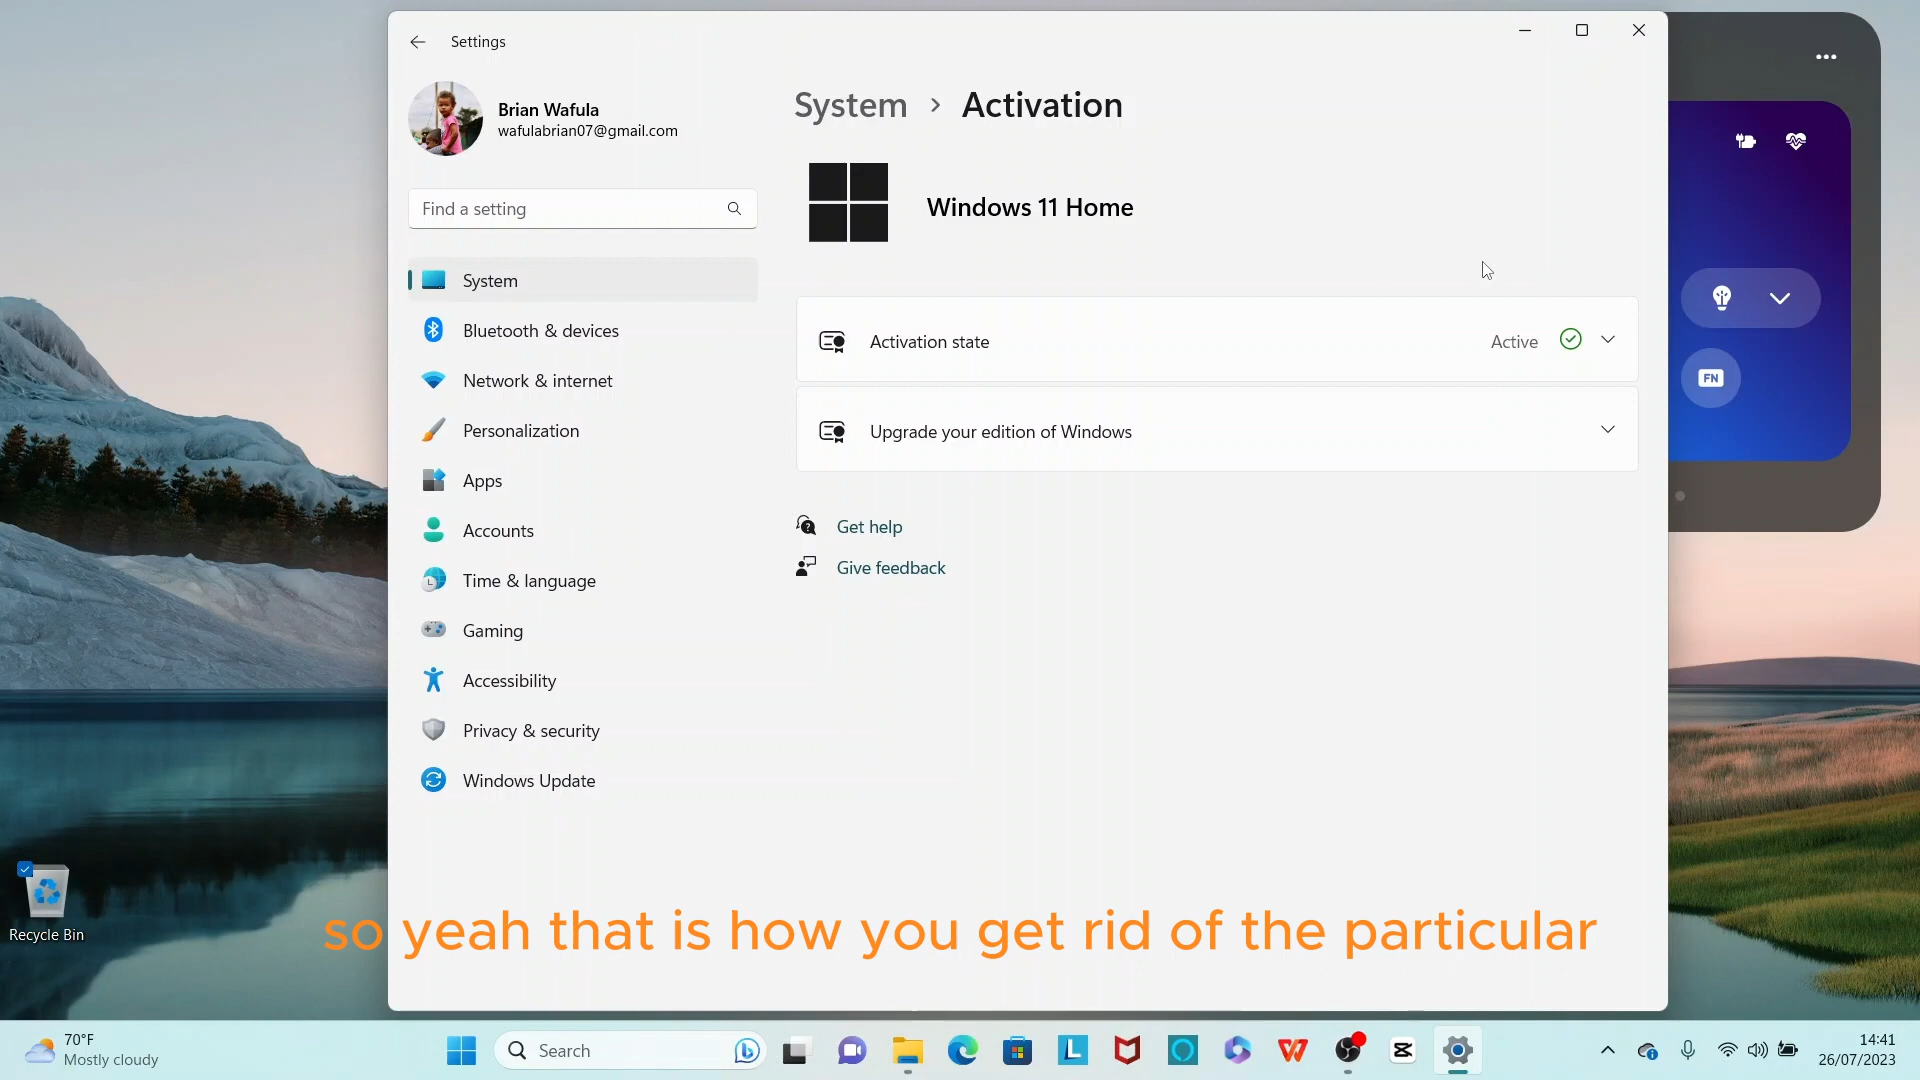 Settings
Brian Wafula
wafulabrian07@gmail.com
Find a setting
System
Bluetooth & devices
Network & internet
Personalization
Apps
Accounts
Time & language
Gaming
Accessibility
Privacy & security
Windows Update
System > Activation
Windows 11 Home
Activation state Active
Upgrade your edition of Windows
Get help
Give feedback
FN
Recycle Bin
so yeah that is how you get rid of the particular
70°F
Mostly cloudy
Search
14:41
26/07/2023